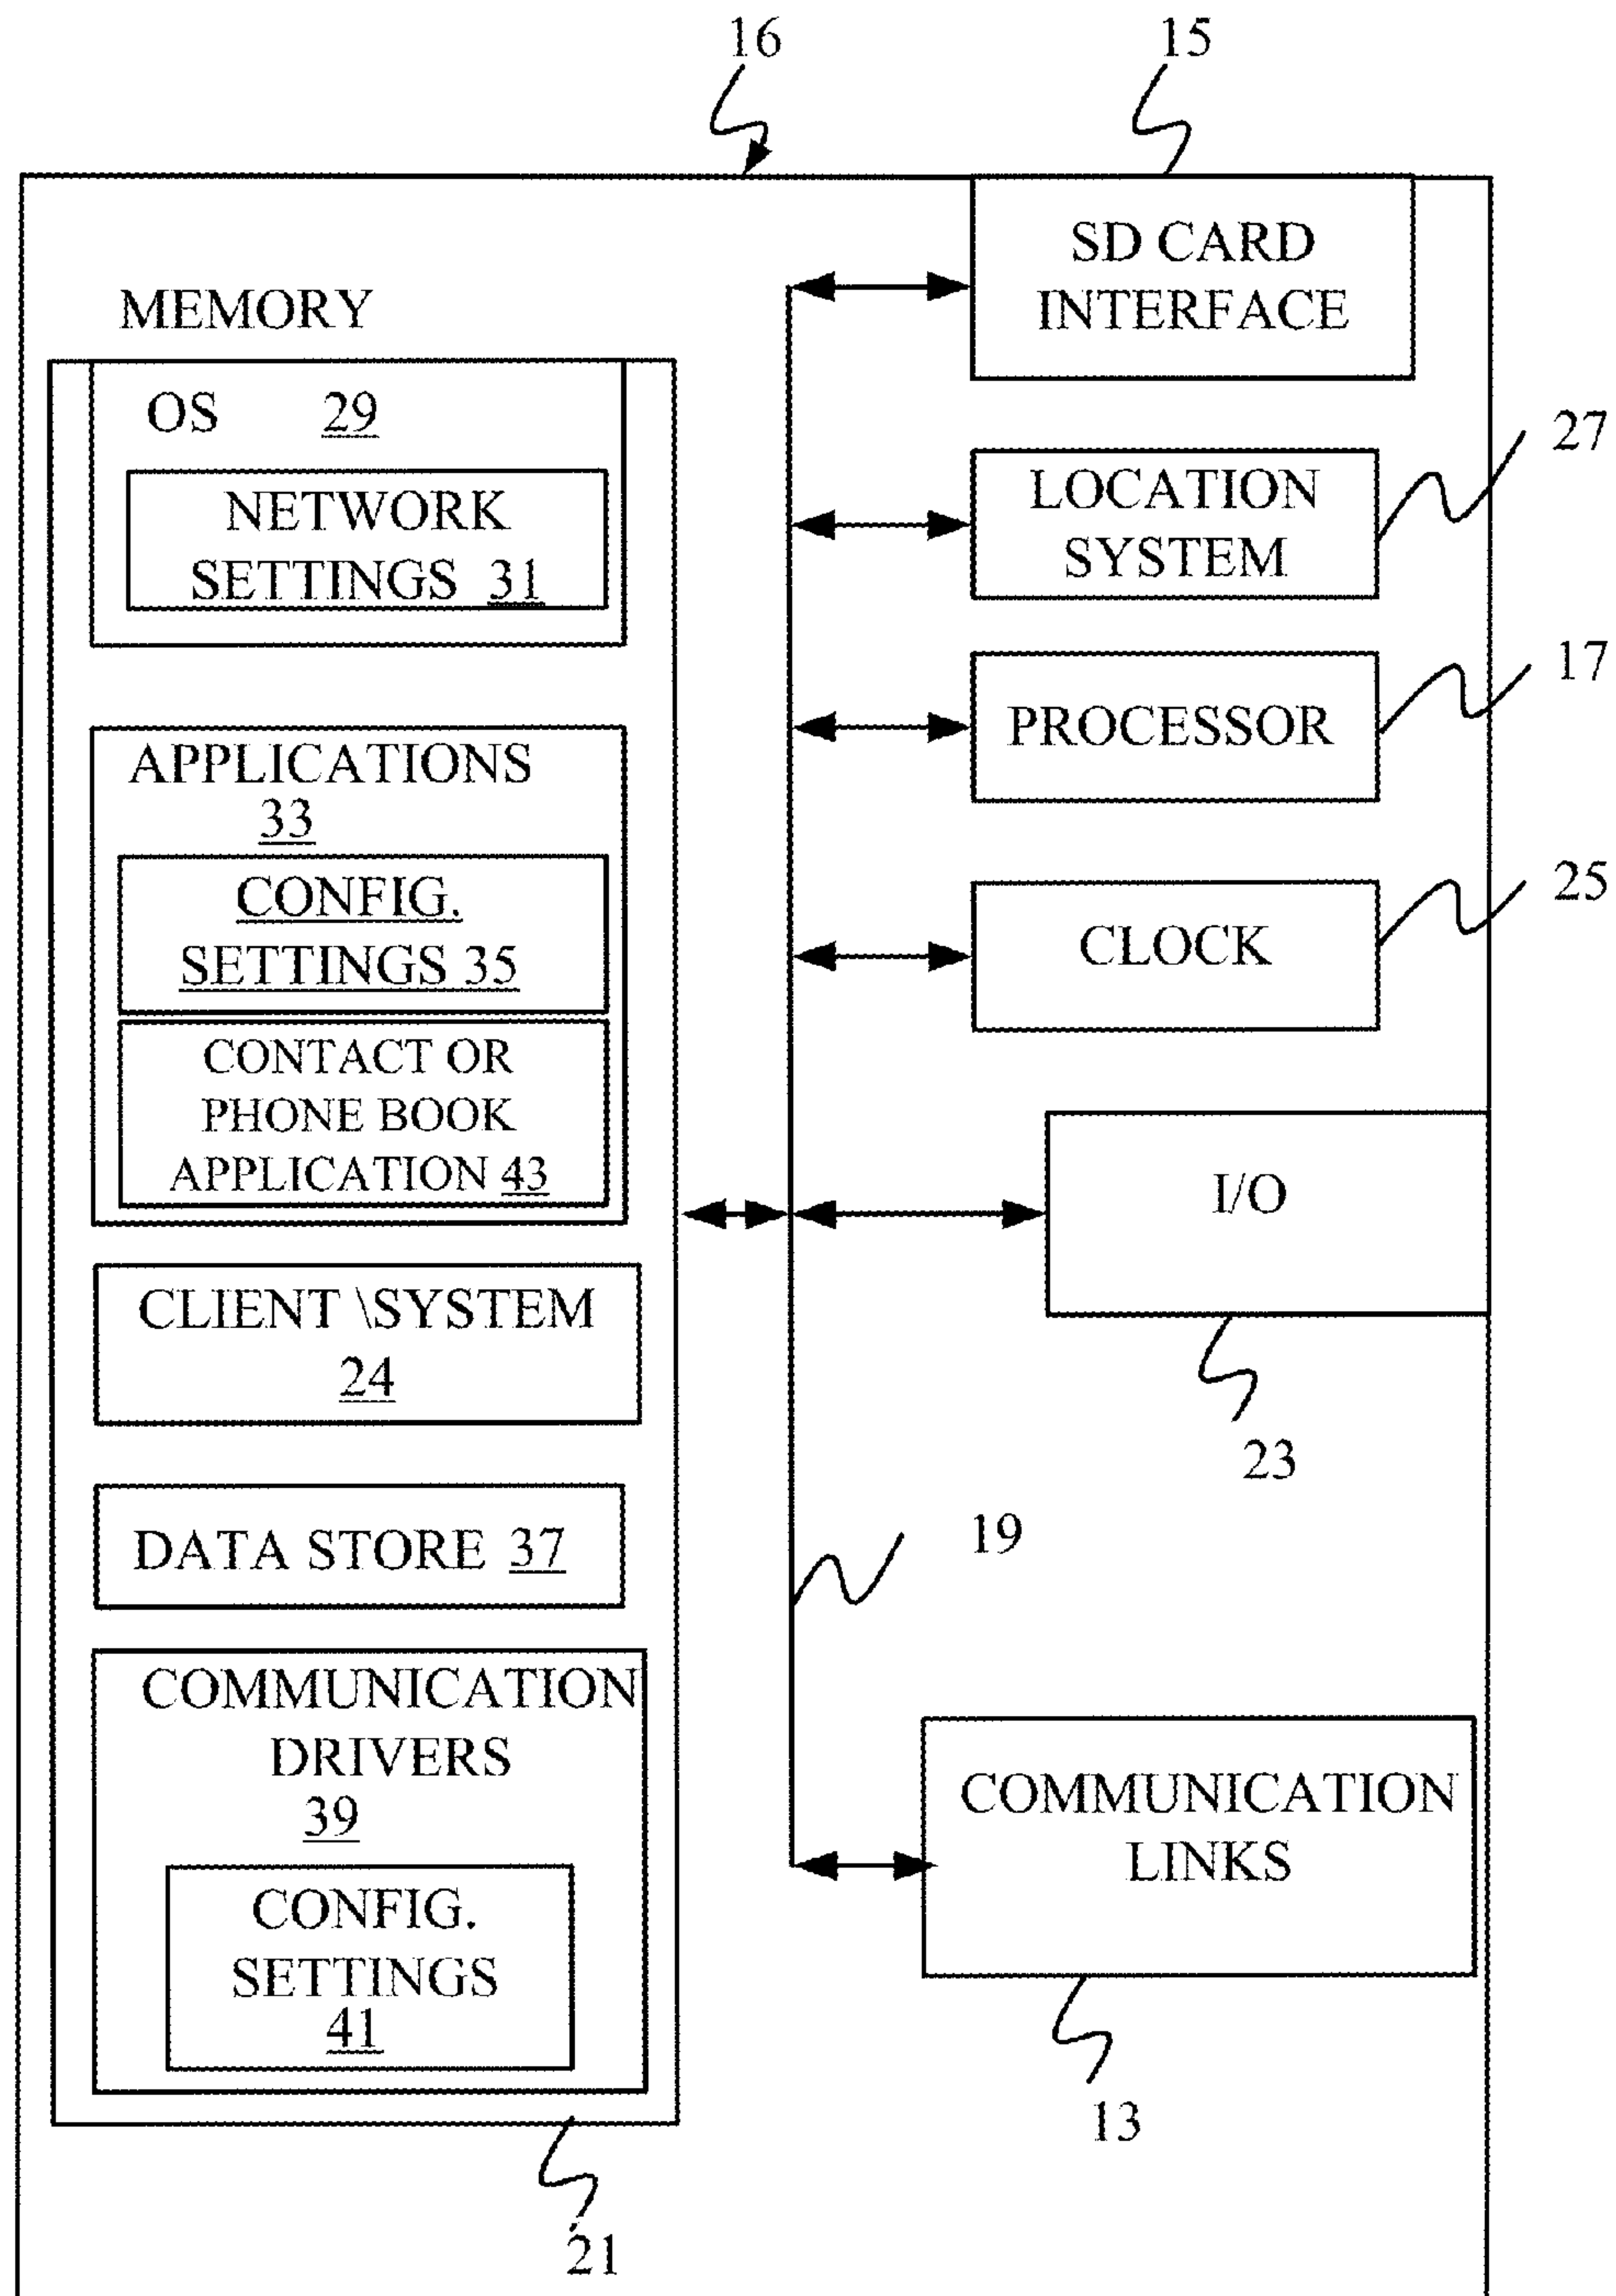 16
15
SD CARD
INTERFACE
MEMORY
OS 29
NETWORK
SETTINGS 31
APPLICATIONS
33
CONFIG.
SETTINGS 35
CONTACT OR
PHONE BOOK
APPLICATION 43
CLIENT \SYSTEM
24
DATA STORE 37
COMMUNICATION
DRIVERS
39
CONFIG.
SETTINGS
41
21
LOCATION
SYSTEM
27
PROCESSOR
17
CLOCK
25
I/O
23
19
COMMUNICATION
LINKS
13